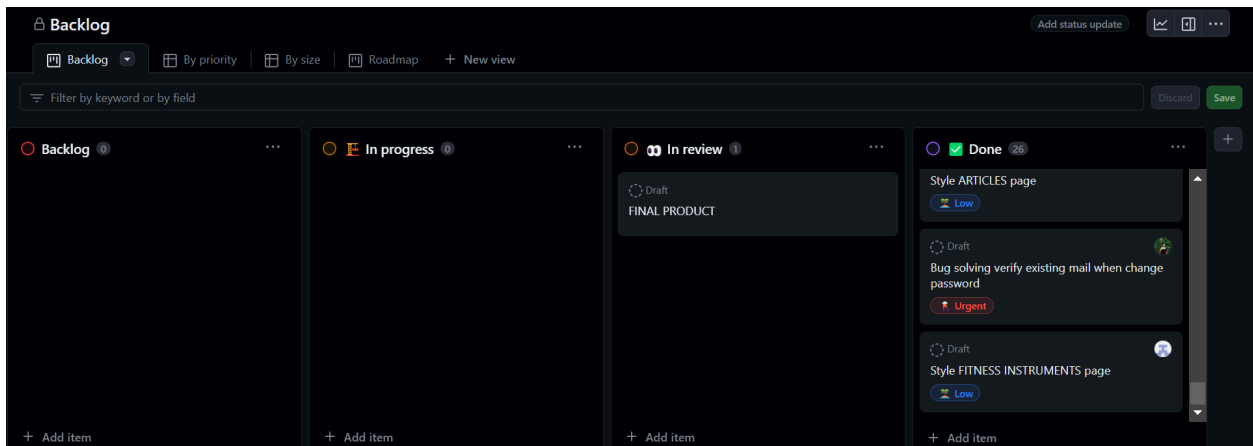 Backlog
Add status update
Backlog
By priority
By size
Roadmap
+ New view
Filter by keyword or by field
Discard
Save
Backlog 0
In progress 0
In review 1
Draft
FINAL PRODUCT
Done 26
Style ARTICLES page
Low
Draft
Bug solving verify existing mail when change
password
Urgent
Draft
Style FITNESS INSTRUMENTS page
Low
+ Add item
+ Add item
+ Add item
+ Add item